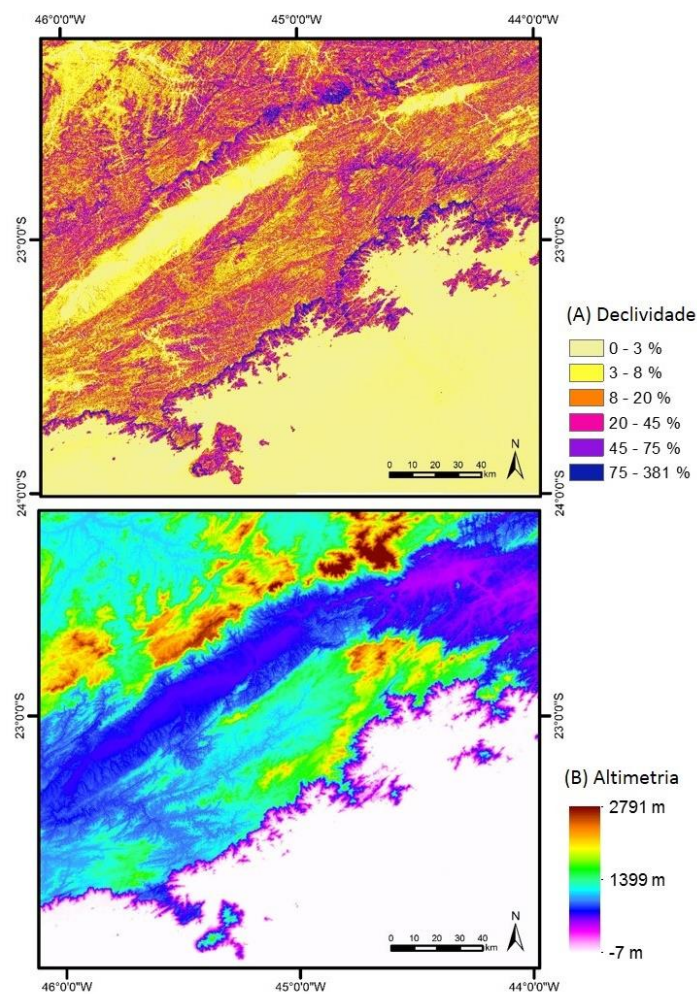 46°0'0"W 45°0'0"W 44°0'0"W
23°0'0"S 23°0'0"S
(A) Declividade
0 - 3 %
3 - 8 %
8 - 20 %
20 - 45 %
45 - 75 %
75 - 381 %
N
0 10 20 30 40
km
24°0'0"S 24°0'0"S
23°0'0"S 23°0'0"S
(B) Altimetria
2791 m
1399 m
-7 m
N
0 10 20 30 40
km
46°0'0"W 45°0'0"W 44°0'0"W